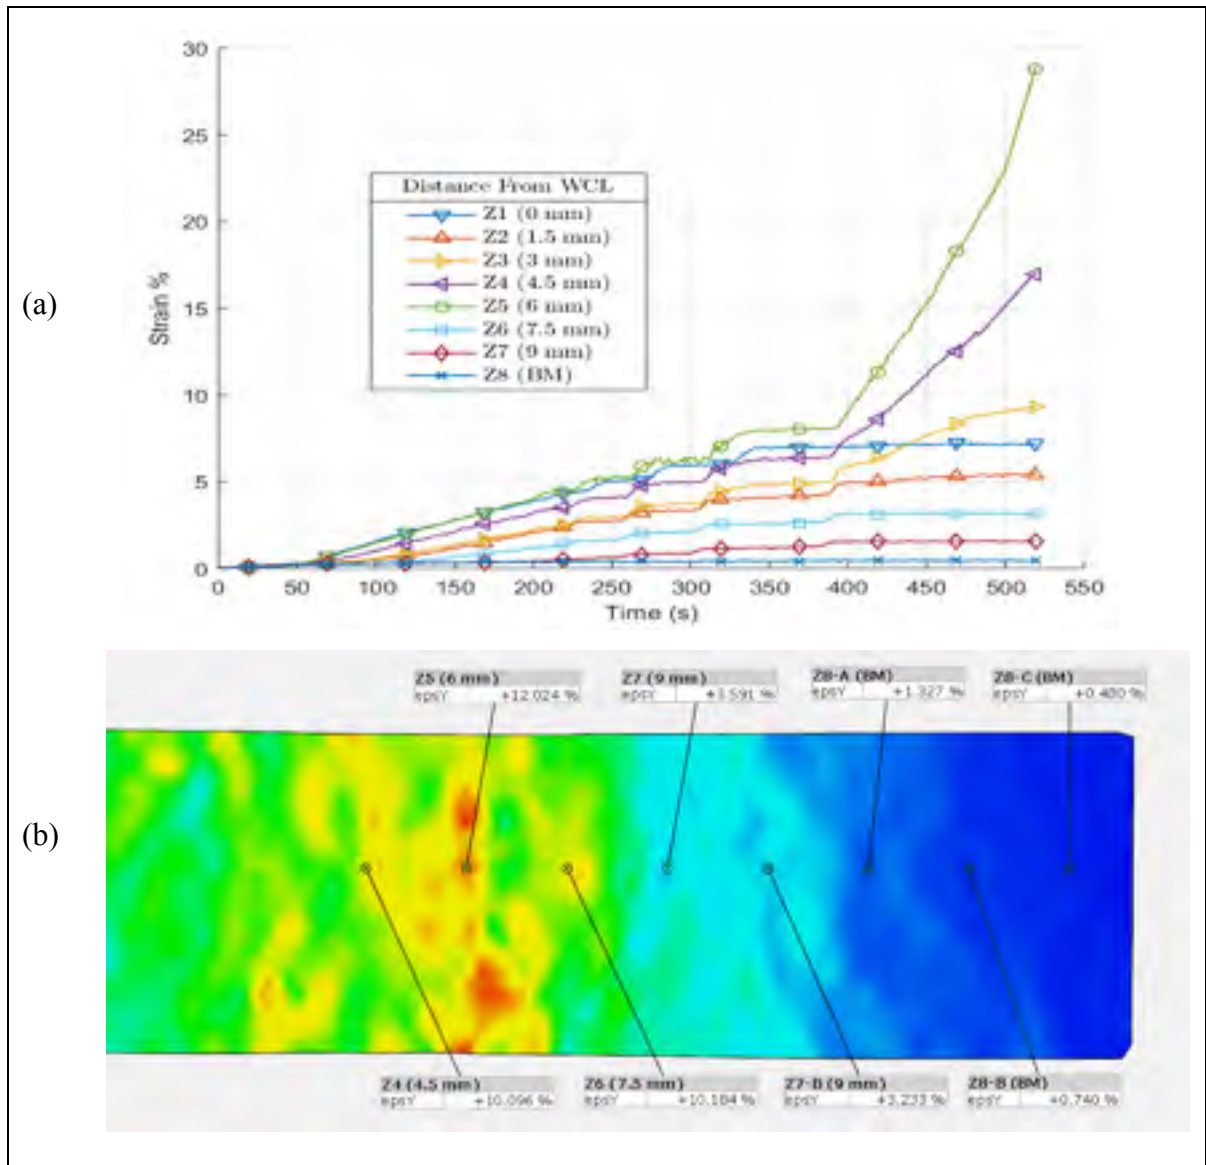 (a)
30
25
20
15
10
5
0
Strain %
Distance From WCL
Z1 (0 mm)
Z2 (1.5 mm)
Z3 (3 mm)
Z4 (4.5 mm)
Z5 (6 mm)
Z6 (7.5 mm)
Z7 (9 mm)
Z8 (BM)
0 50 100 150 200 250 300 350 400 450 500 550
Time (s)
(b)
Z5 (6 mm) Z7 (9 mm) Z8-A (BM) Z8-C (BM)
epsY +12.024 % epsY +3.591 % epsY +1.327 % epsY +0.480 %
Z4 (4.5 mm) Z6 (7.5 mm) Z7-B (9 mm) Z8-B (BM)
epsY +10.096 % epsY +10.184 % epsY +3.233 % epsY +0.740 %